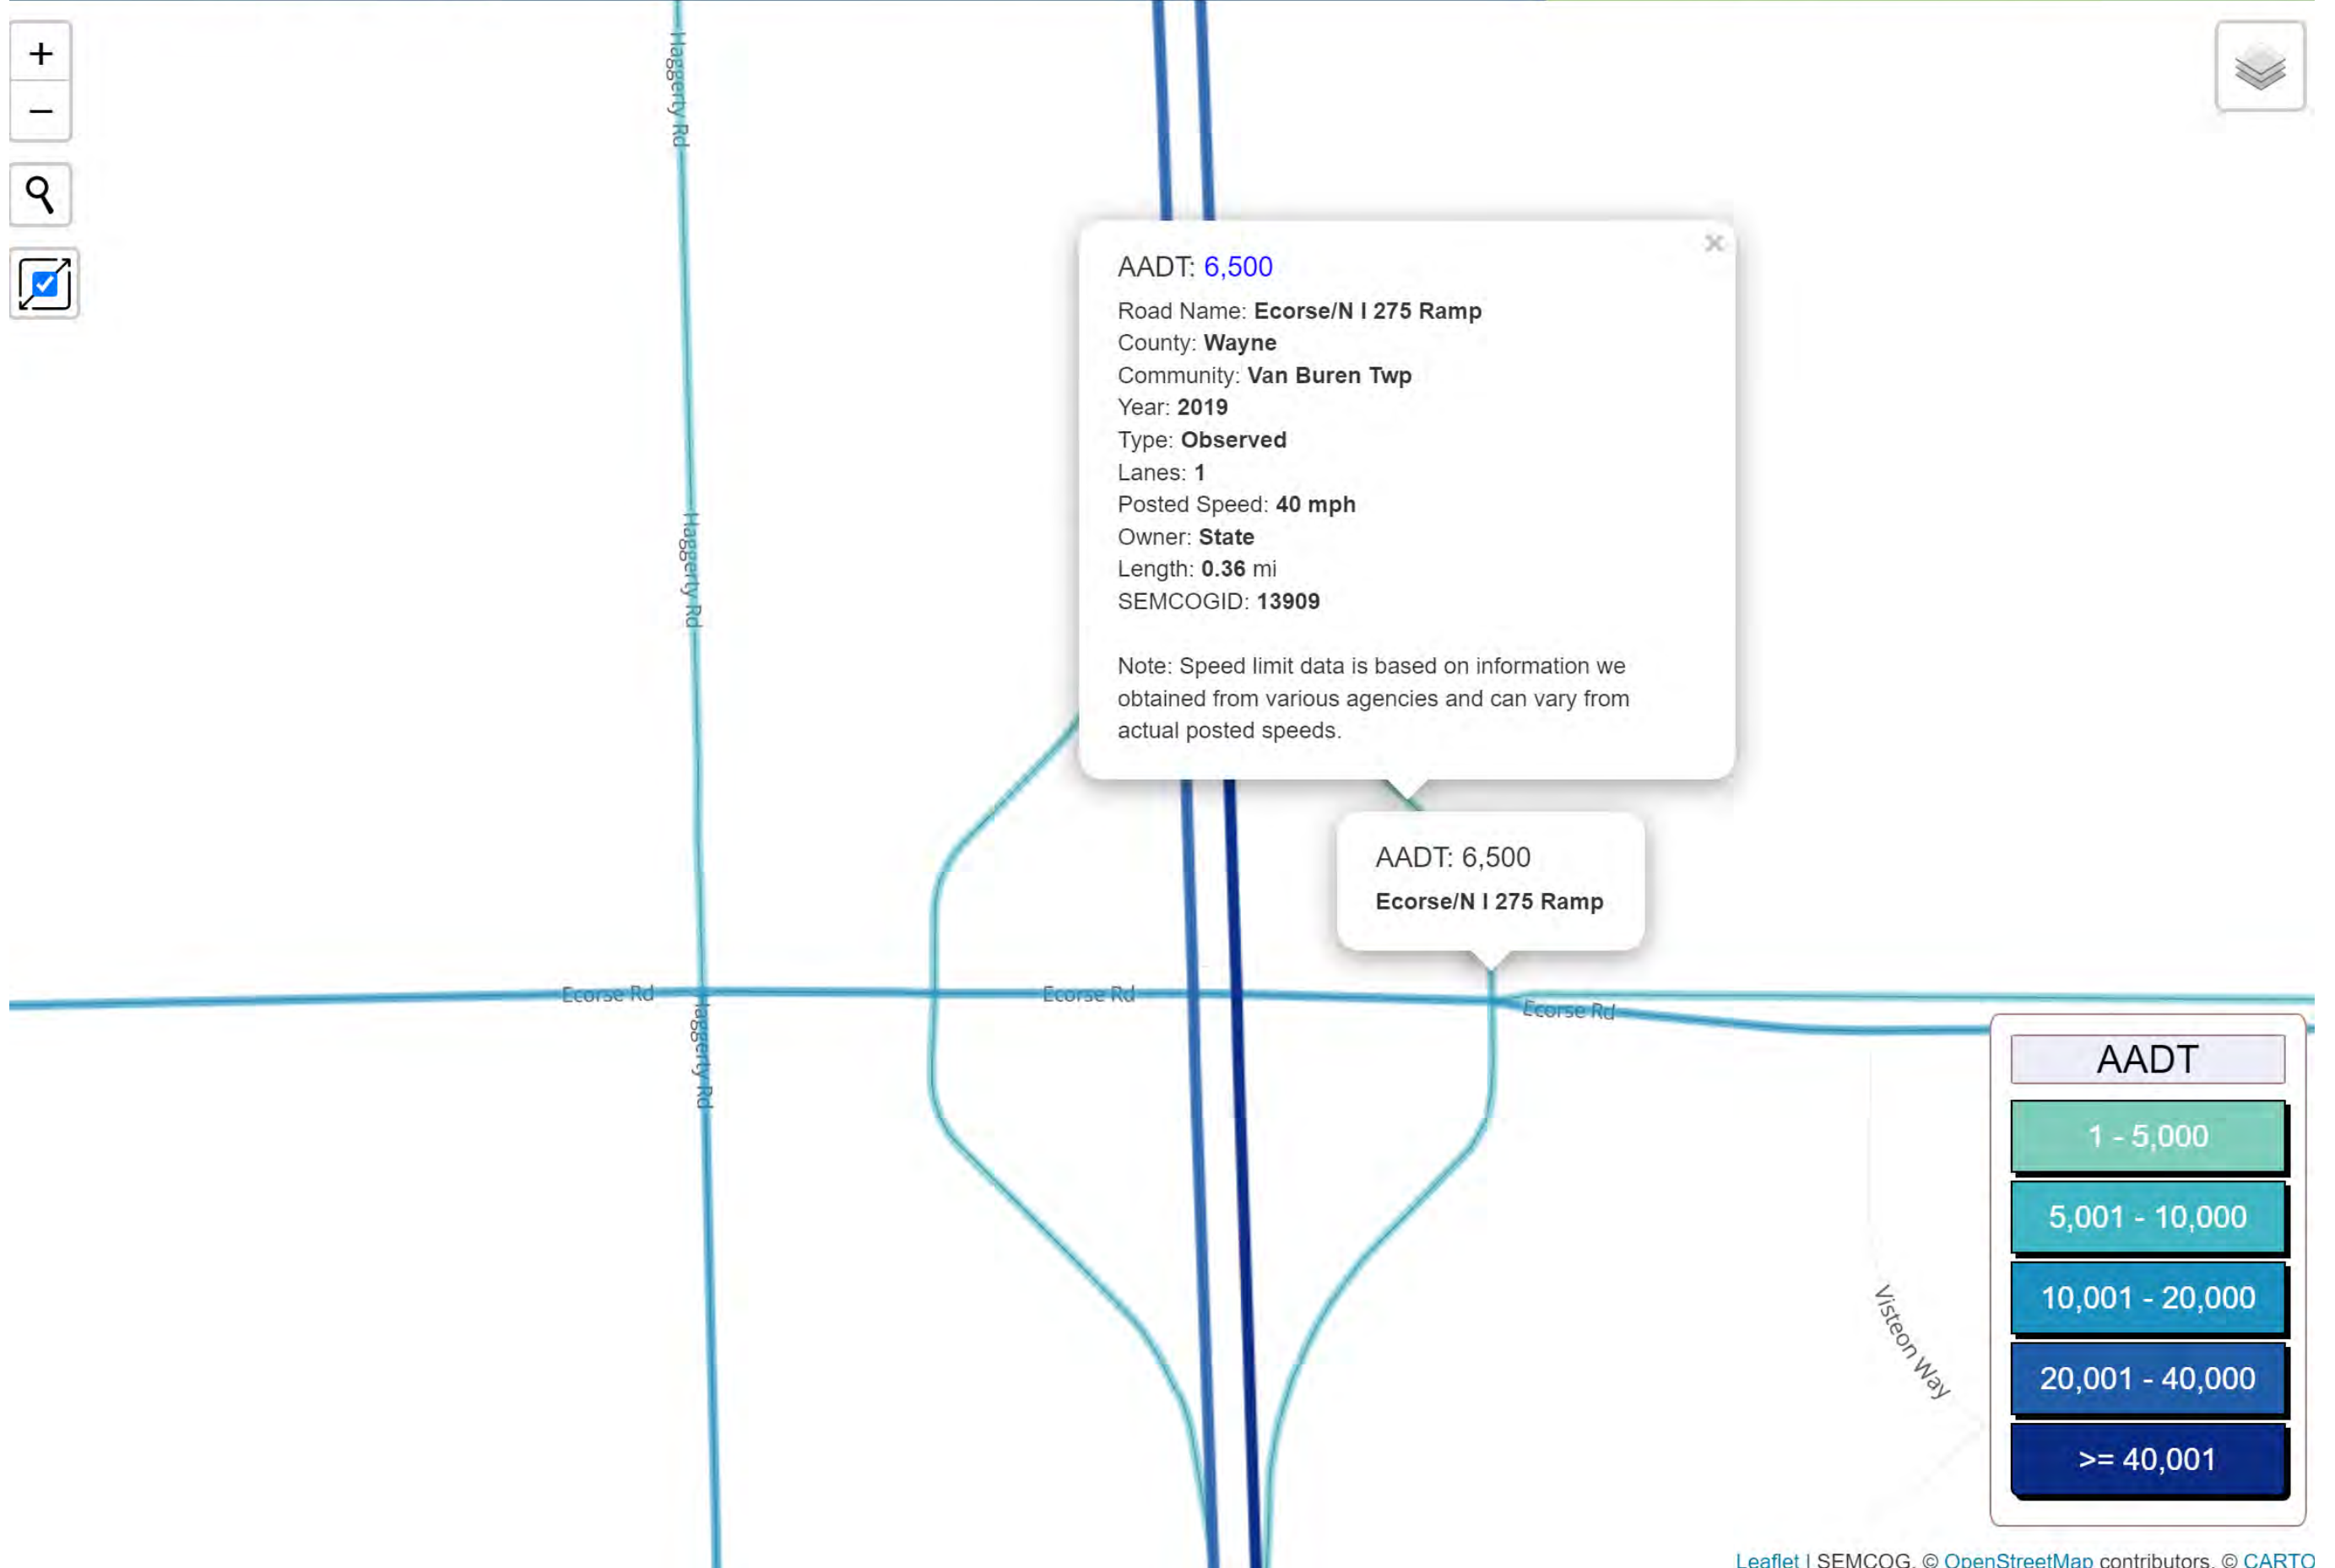 +
−
Haggerty Rd
AADT: 6,500
Road Name: Ecorse/N I 275 Ramp
County: Wayne
Community: Van Buren Twp
Year: 2019
Type: Observed
Lanes: 1
Posted Speed: 40 mph
Owner: State
Length: 0.36 mi
SEMCOGID: 13909
Note: Speed limit data is based on information we
obtained from various agencies and can vary from
actual posted speeds.
Haggerty Rd
AADT: 6,500
Ecorse/N I 275 Ramp
Ecorse Rd
Ecorse Rd
Ecorse Rd
Haggerty Rd
Visteon Way
AADT
1 - 5,000
5,001 - 10,000
10,001 - 20,000
20,001 - 40,000
>= 40,001
Leaflet | SEMCOG, © OpenStreetMap contributors, © CARTO